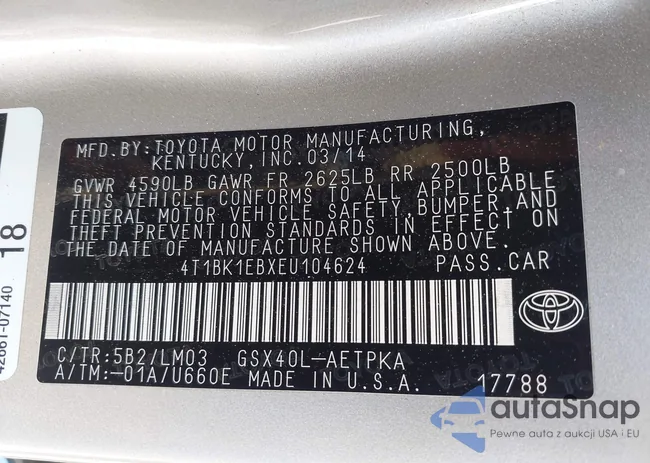 MFD.BY:TOYOTA MOTOR MANUFACTURING,
KENTUCKY,INC.03/14
GVWR 4590LB GAWR FR 2625LB RR 2500LB
THIS VEHICLE CONFORMS TO ALL APPLICABLE
FEDERAL MOTOR VEHICLE SAFETY,BUMPER,AND
THEFT PREVENTION STANDARDS IN EFFECT ON
THE DATE OF MANUFACTURE SHOWN ABOVE.
4T1BK1EBXEU104624 PASS.CAR
C/TR:5B2/LM03 GSX40L-AETPKA
A/TM:-01A/U660E MADE IN U.S.A. 17788
18
42661-07140
autaSnap
Pewne auta z aukcji USA i EU